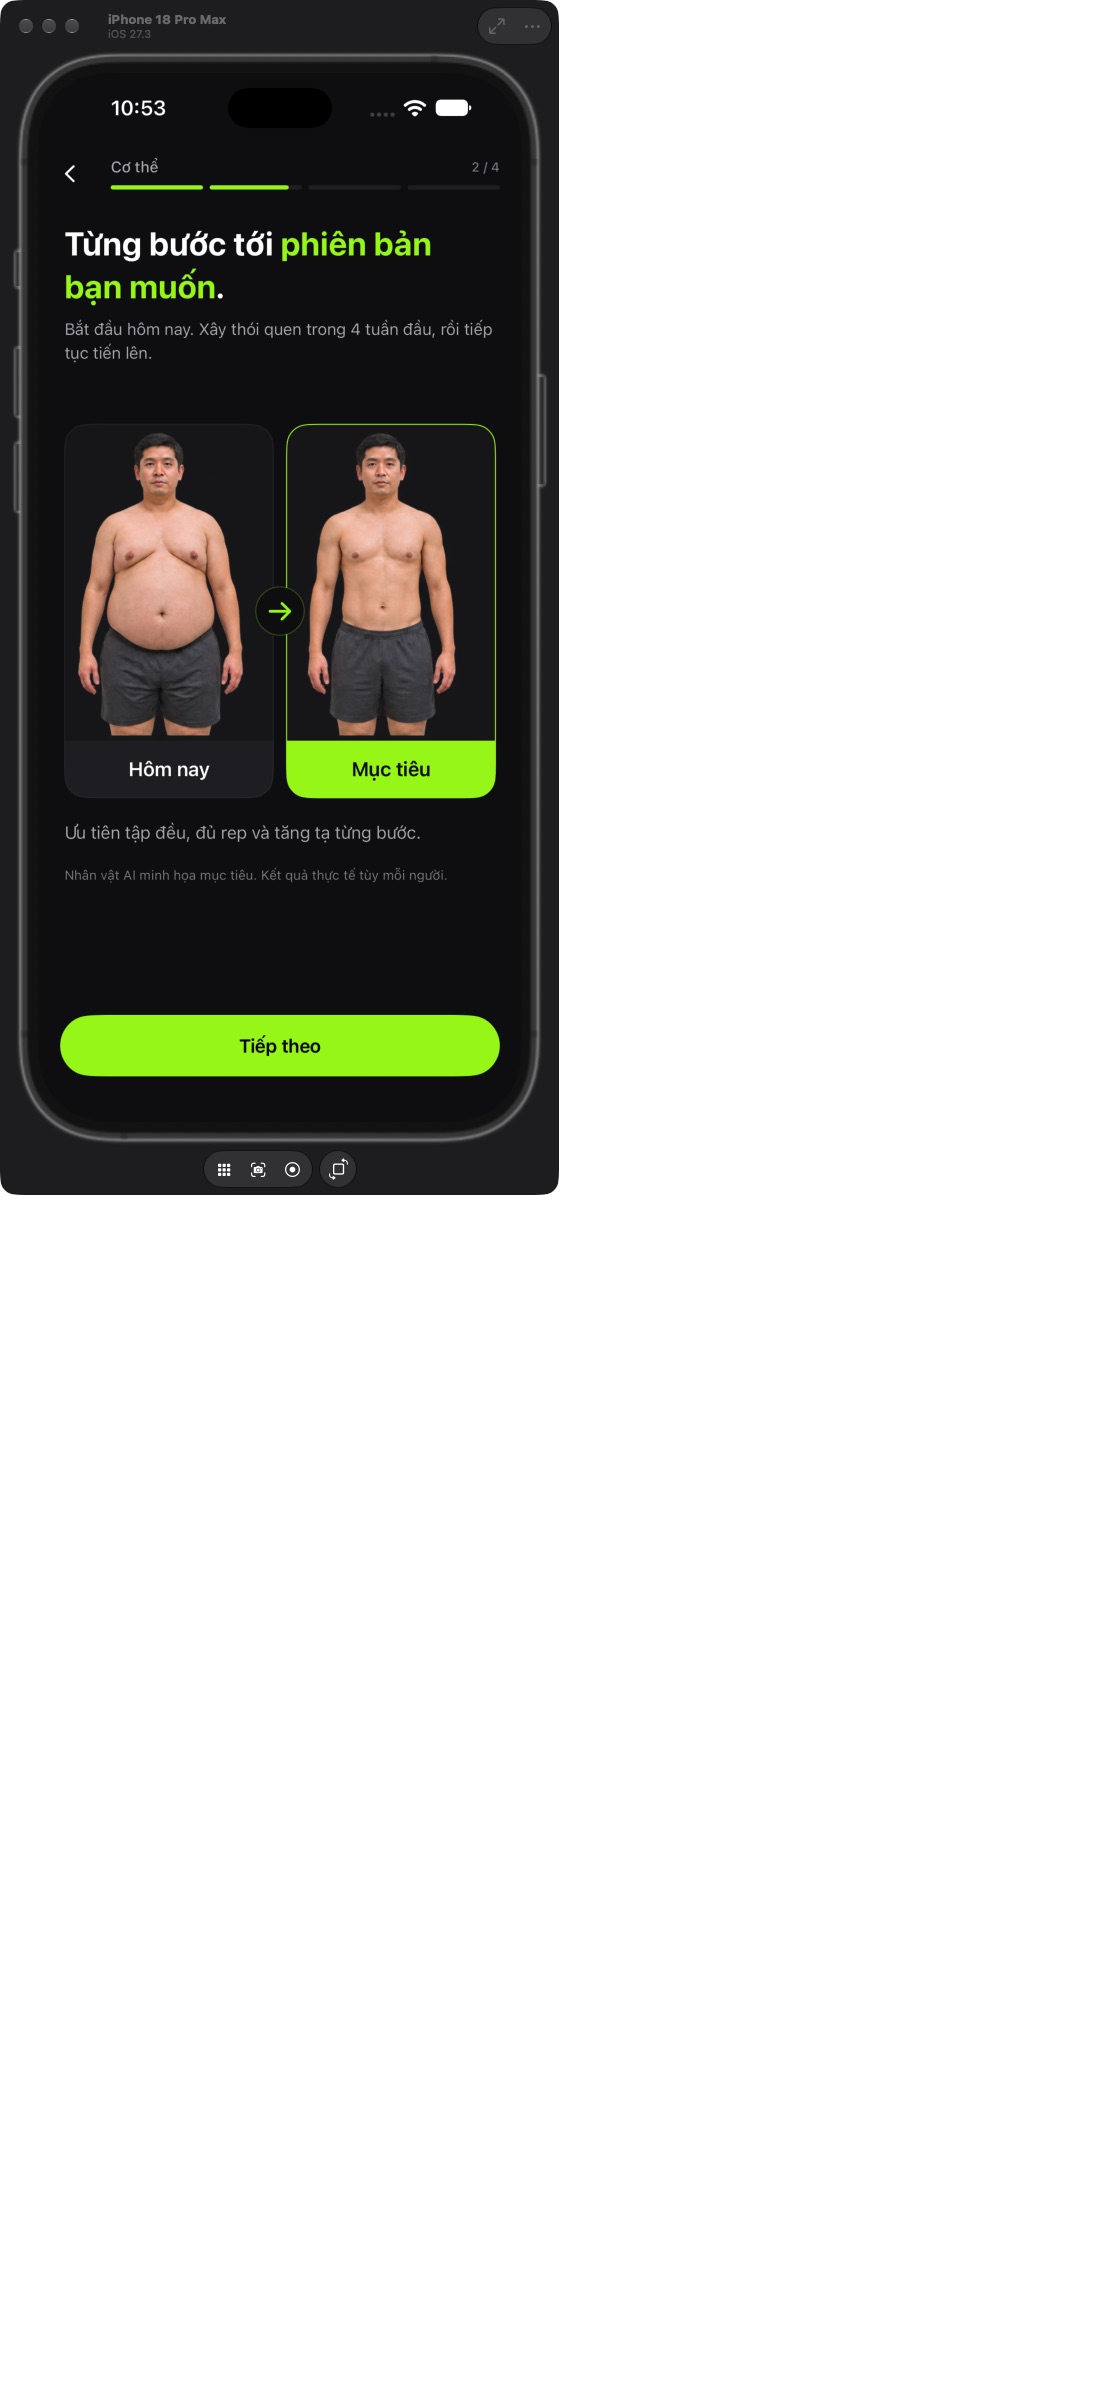 iPhone 18 Pro Max
iOS 27.3
10:53
Cơ thể
2 / 4
Từng bước tới phiên bản
bạn muốn.
Bắt đầu hôm nay. Xây thói quen trong 4 tuần đầu, rồi tiếp
tục tiến lên.
Hôm nay
Mục tiêu
Ưu tiên tập đều, đủ rep và tăng tạ từng bước.
Nhân vật AI minh họa mục tiêu. Kết quả thực tế tùy mỗi người.
Tiếp theo